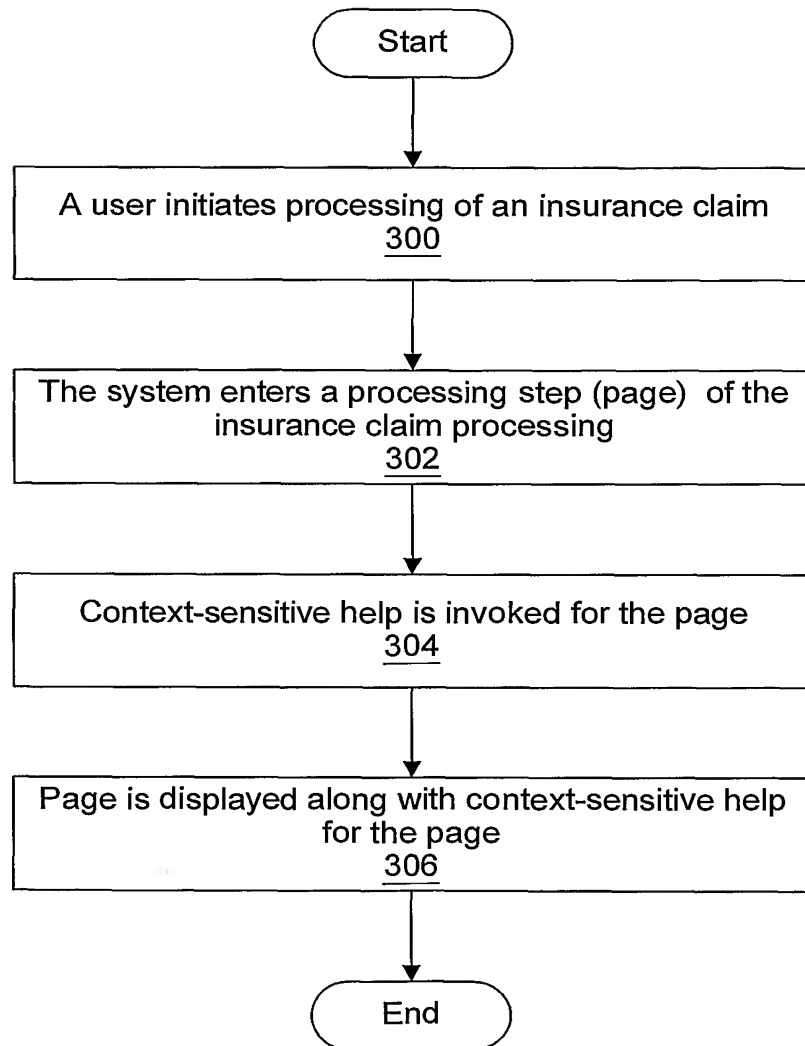 Start
A user initiates processing of an insurance claim
300
The system enters a processing step (page) of the
insurance claim processing
302
Context-sensitive help is invoked for the page
304
Page is displayed along with context-sensitive help
for the page
306
End